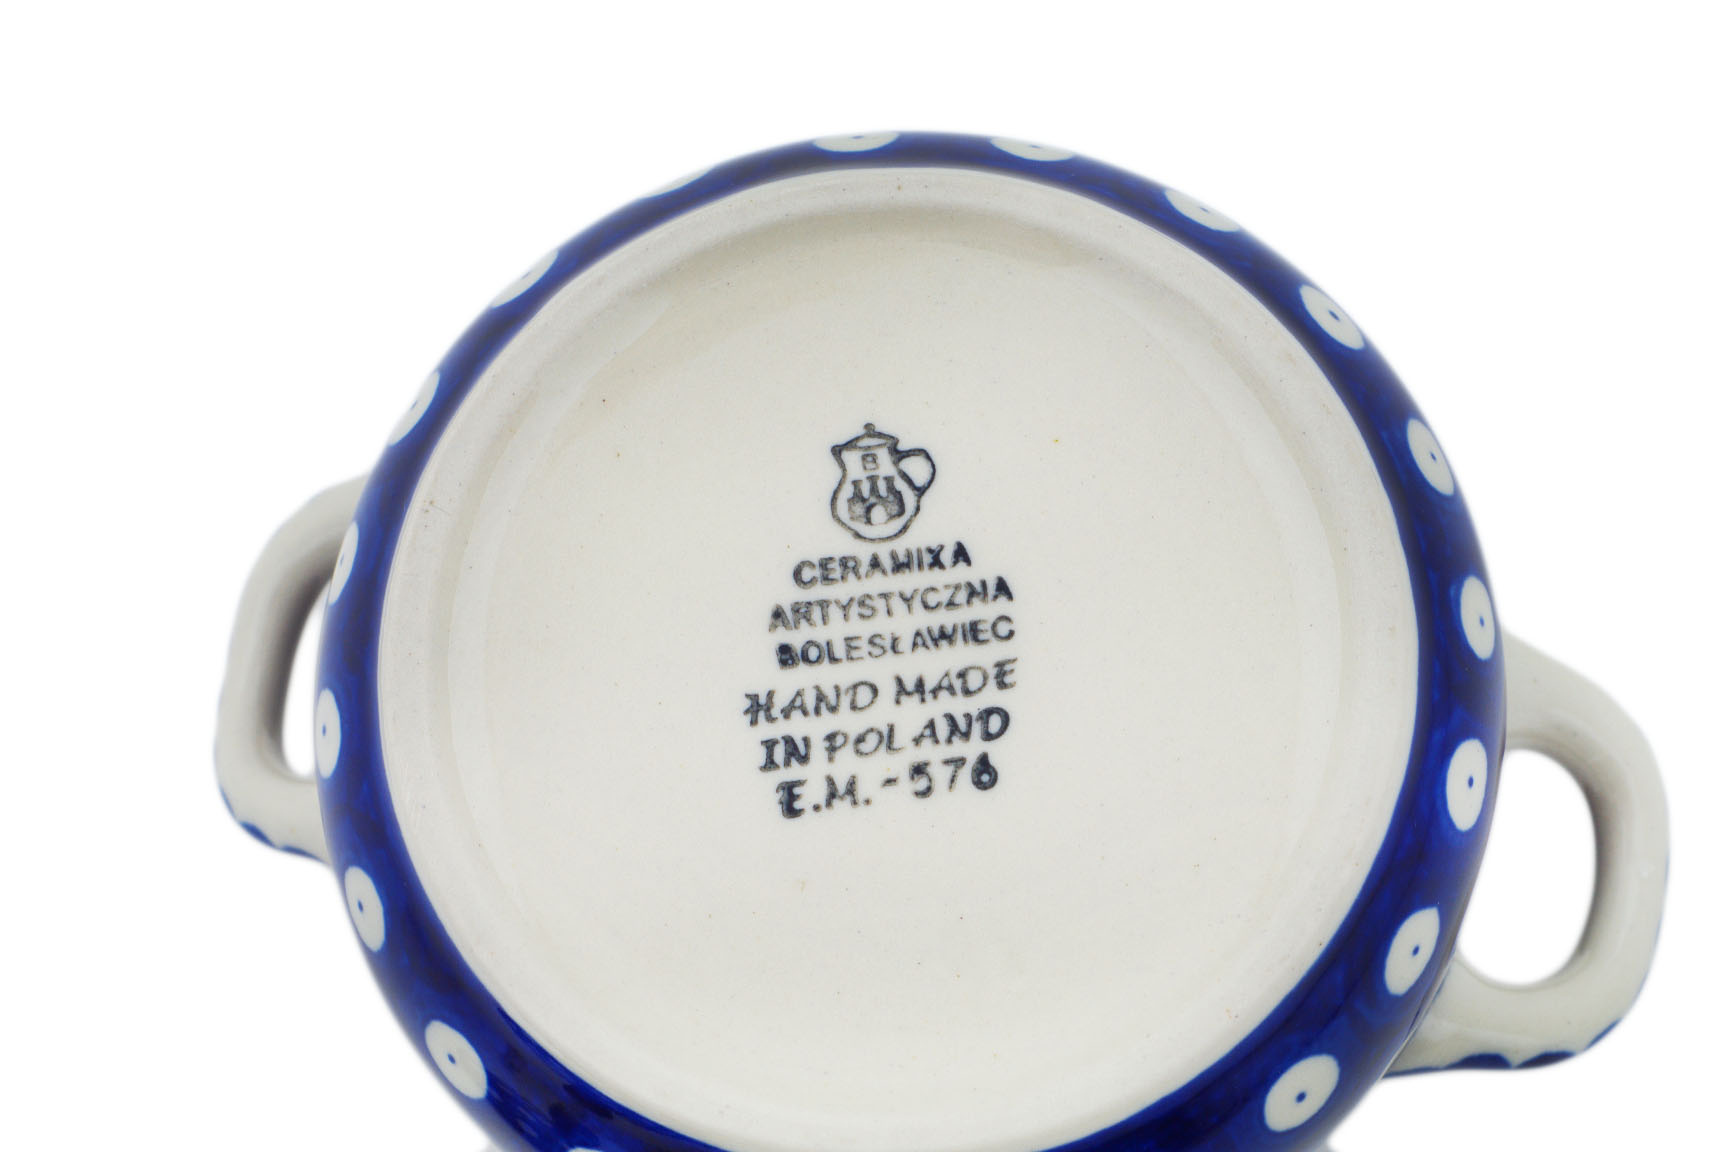 B
CERAMIKA
ARTYSTYCZNA
BOLESŁAWIEC
HAND MADE
IN POLAND
E.M.-576